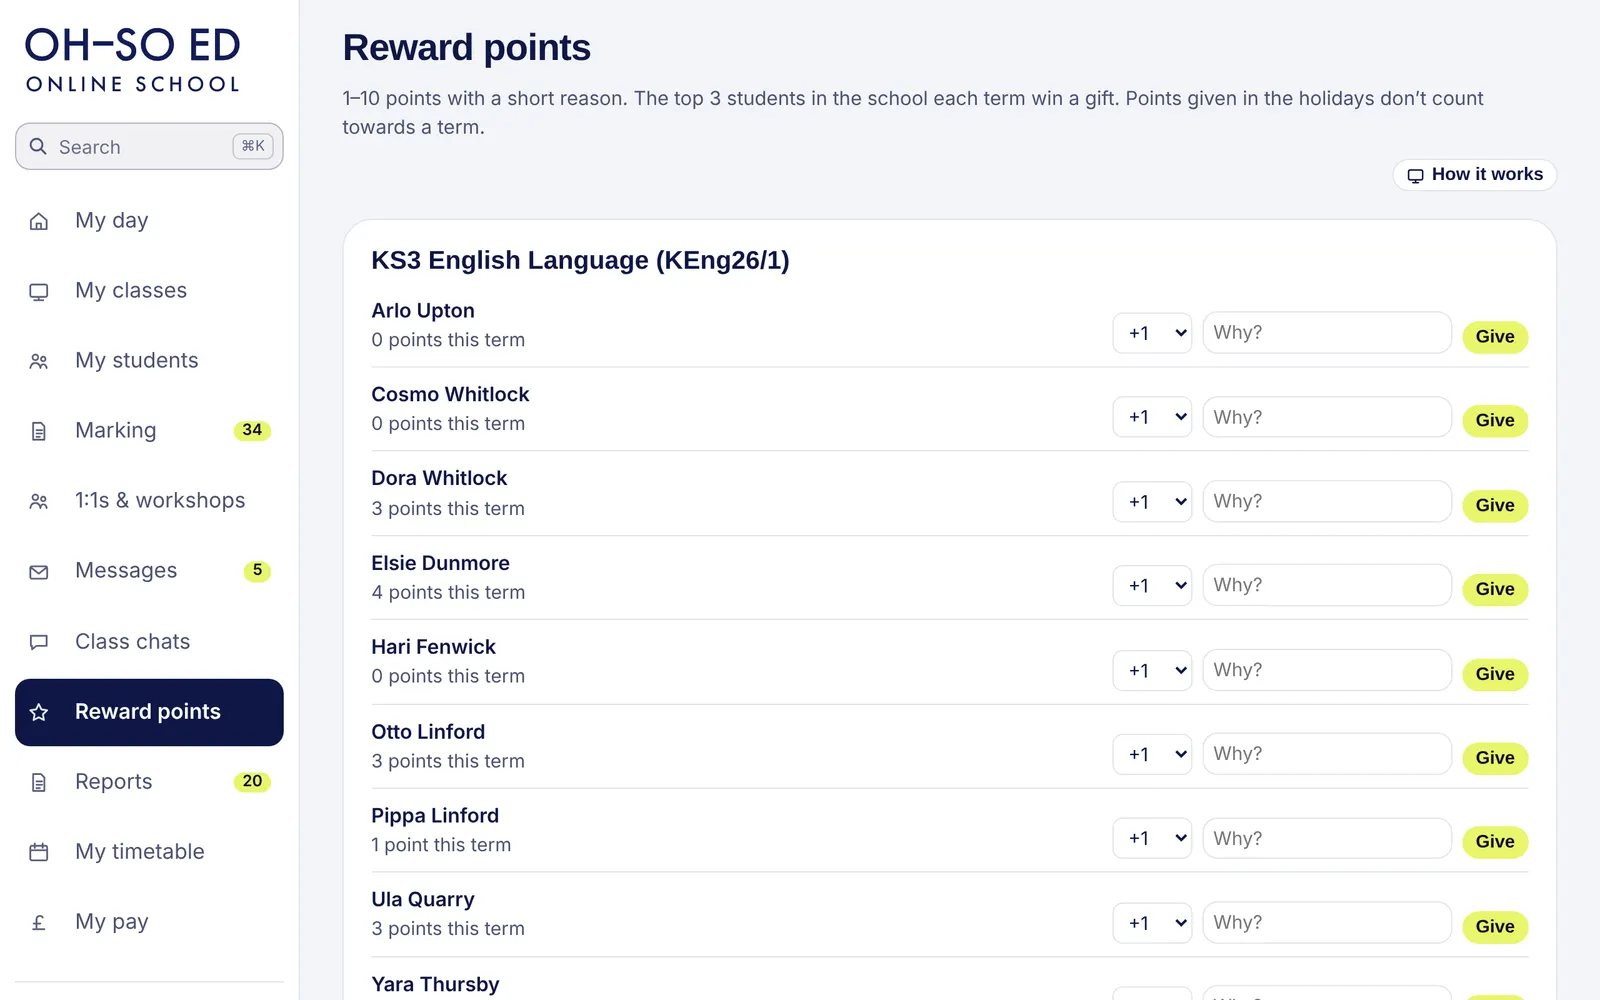 OH–SO ED
ONLINE SCHOOL
Search ⌘K
My day
My classes
My students
Marking 34
1:1s & workshops
Messages 5
Class chats
Reward points
Reports 20
My timetable
My pay
Reward points
1–10 points with a short reason. The top 3 students in the school each term win a gift. Points given in the holidays don’t count
towards a term.
How it works
KS3 English Language (KEng26/1)
Arlo Upton
0 points this term
+1 Why? Give
Cosmo Whitlock
0 points this term
+1 Why? Give
Dora Whitlock
3 points this term
+1 Why? Give
Elsie Dunmore
4 points this term
+1 Why? Give
Hari Fenwick
0 points this term
+1 Why? Give
Otto Linford
3 points this term
+1 Why? Give
Pippa Linford
1 point this term
+1 Why? Give
Ula Quarry
3 points this term
+1 Why? Give
Yara Thursby